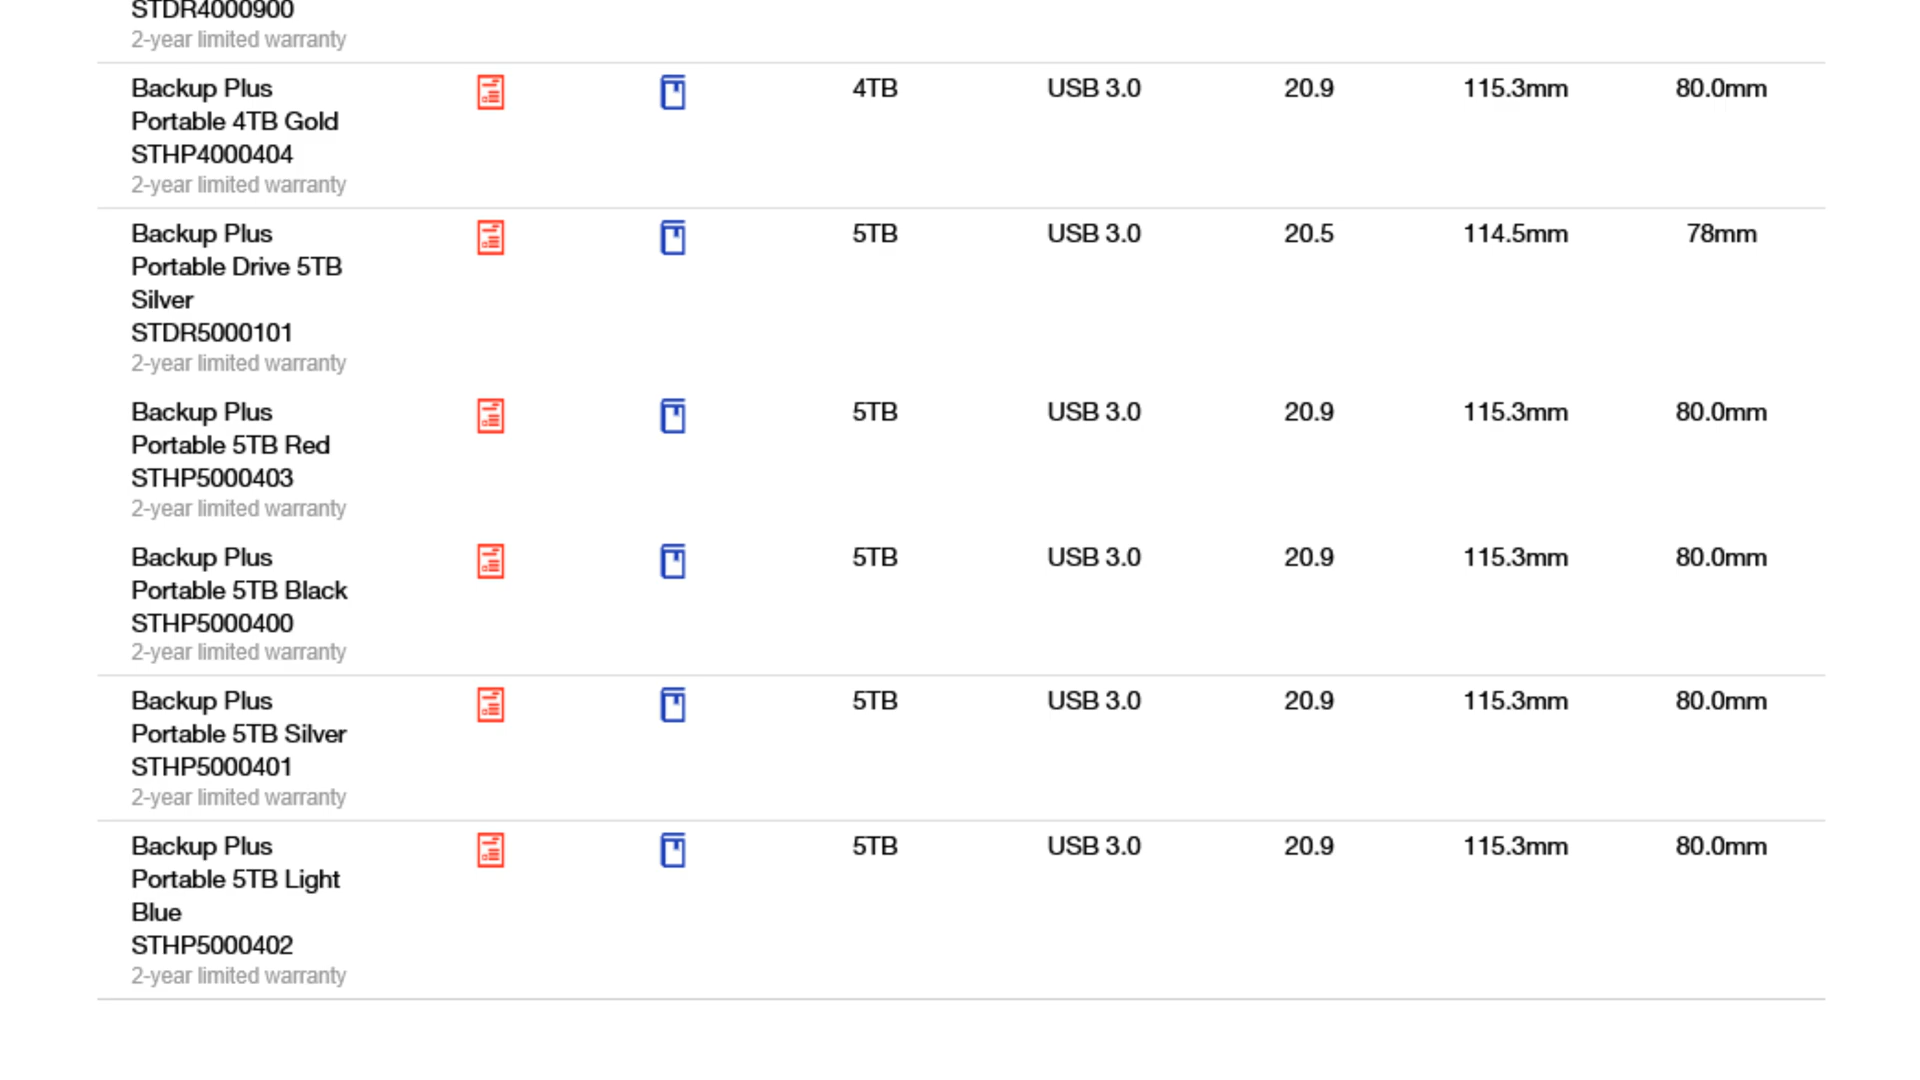 STDR4000900
2-year limited warranty
Backup Plus 4TB USB 3.0 20.9 115.3mm 80.0mm
Portable 4TB Gold
STHP4000404
2-year limited warranty
Backup Plus 5TB USB 3.0 20.5 114.5mm 78mm
Portable Drive 5TB
Silver
STDR5000101
2-year limited warranty
Backup Plus 5TB USB 3.0 20.9 115.3mm 80.0mm
Portable 5TB Red
STHP5000403
2-year limited warranty
Backup Plus 5TB USB 3.0 20.9 115.3mm 80.0mm
Portable 5TB Black
STHP5000400
2-year limited warranty
Backup Plus 5TB USB 3.0 20.9 115.3mm 80.0mm
Portable 5TB Silver
STHP5000401
2-year limited warranty
Backup Plus 5TB USB 3.0 20.9 115.3mm 80.0mm
Portable 5TB Light
Blue
STHP5000402
2-year limited warranty